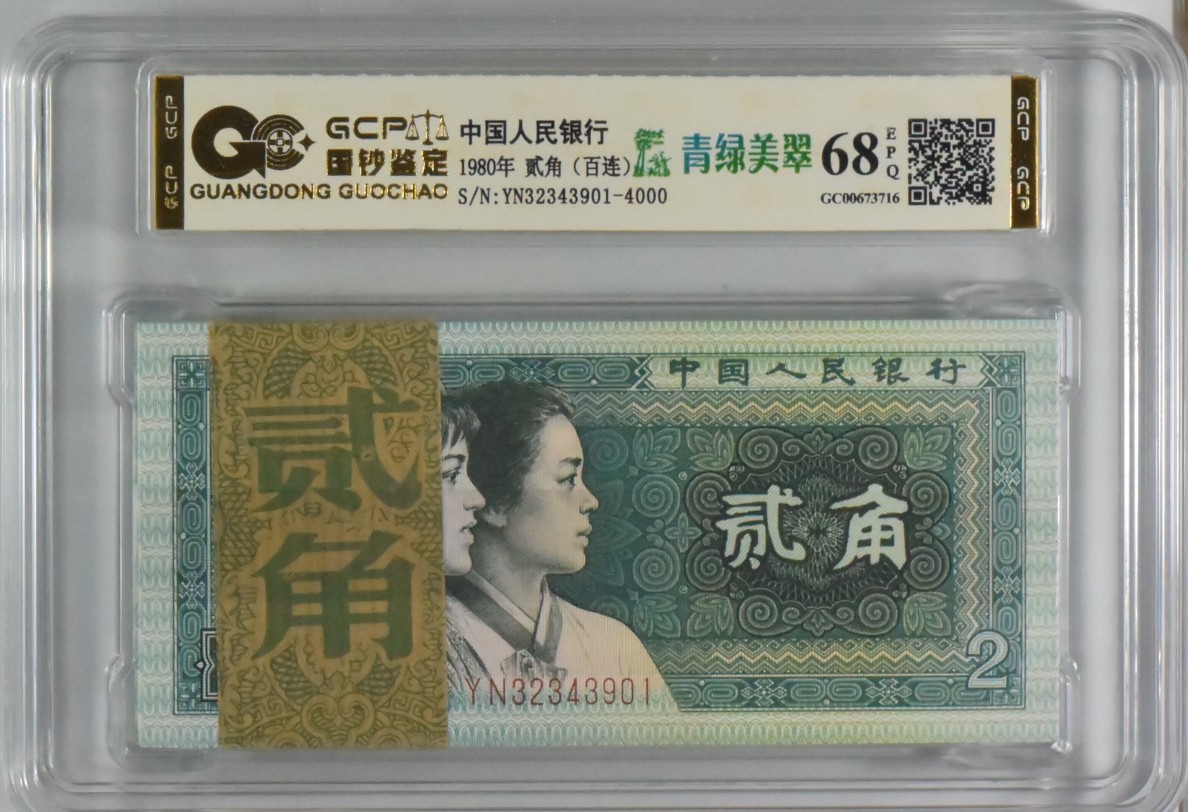 GCP
国钞鉴定
GUANGDONG GUOCHAO
中国人民银行
1980年 贰角（百连）
S/N:YN32343901-4000
青绿美翠
68
EPQ
GC00673716
GCP GCP
GCP GCP
中国人民银行
贰角
贰角
YN32343901
2